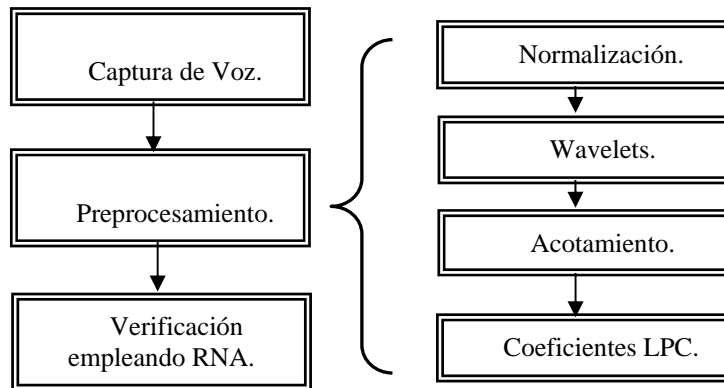 Captura de Voz.
Preprocesamiento.
Verificación
empleando RNA.
Normalización.
Wavelets.
Acotamiento.
Coeficientes LPC.